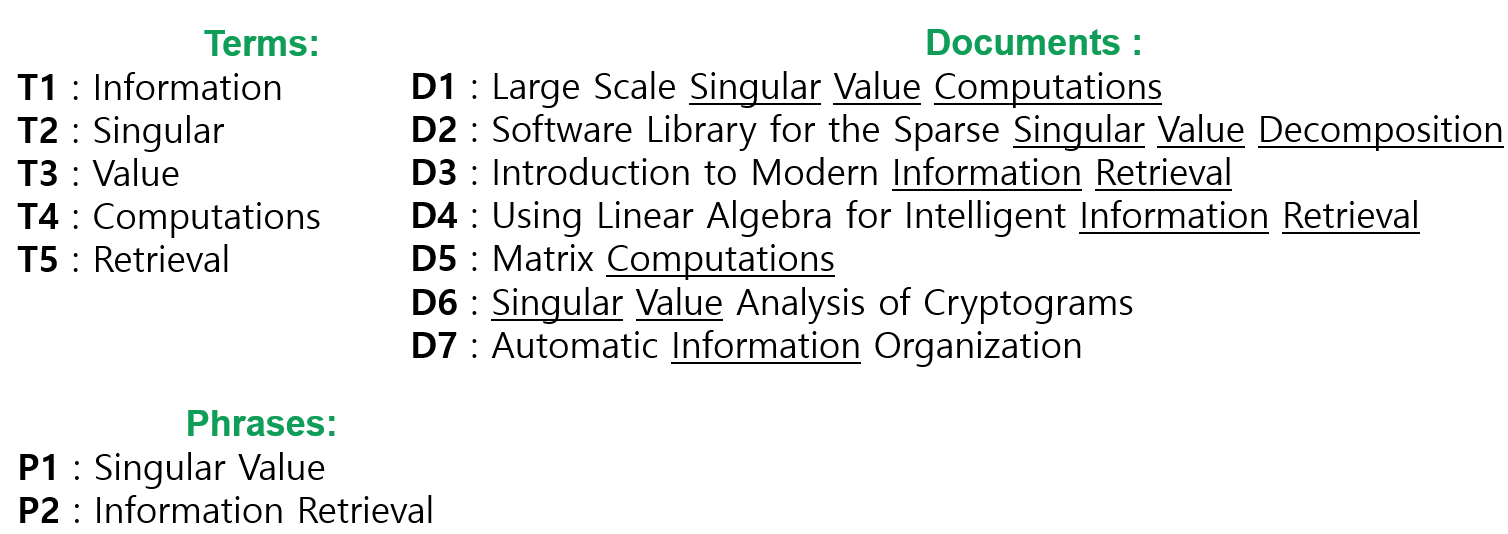 Terms:
T1 : Information
T2 : Singular
T3 : Value
T4 : Computations
T5 : Retrieval
Documents :
D1 : Large Scale Singular Value Computations
D2 : Software Library for the Sparse Singular Value Decomposition
D3 : Introduction to Modern Information Retrieval
D4 : Using Linear Algebra for Intelligent Information Retrieval
D5 : Matrix Computations
D6 : Singular Value Analysis of Cryptograms
D7 : Automatic Information Organization
Phrases:
P1 : Singular Value
P2 : Information Retrieval